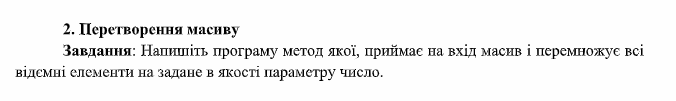 2. Перетворення масиву
Завдання: Напишіть програму метод якої, приймає на вхід масив і перемножує всі
відємні елементи на задане в якості параметру число.